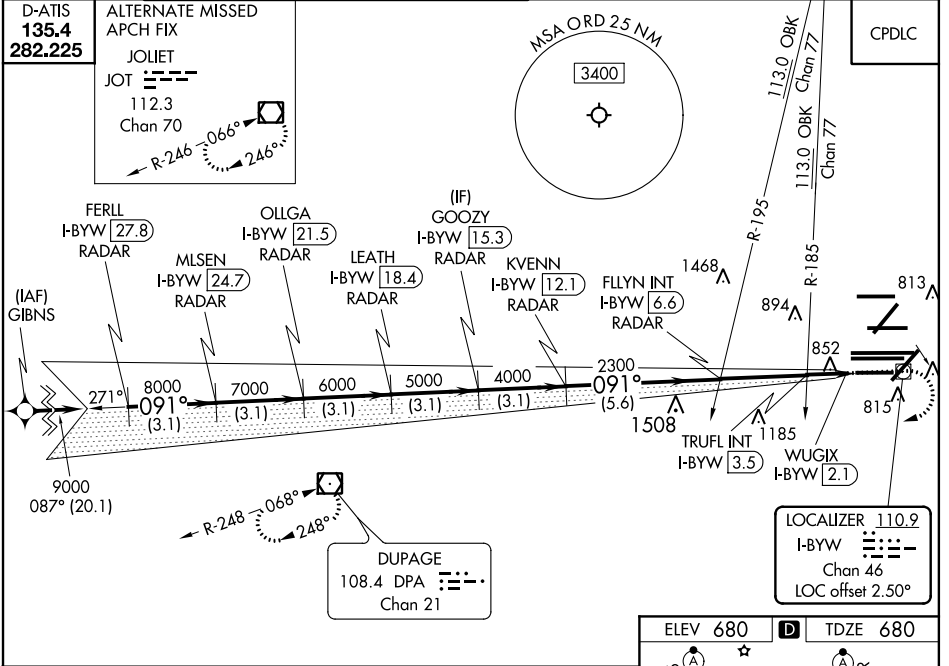 D-ATIS
135.4
282.225
ALTERNATE MISSED
APCH FIX
JOLIET
JOT
112.3
Chan 70
R-246
066°
246°
MSA ORD 25 NM
3400
CPDLC
113.0 OBK
Chan 77
113.0 OBK
Chan 77
R-195
R-185
(IAF)
GIBNS
FERLL
I-BYW 27.8
RADAR
MLSEN
I-BYW 24.7
RADAR
OLLGA
I-BYW 21.5
RADAR
LEATH
I-BYW 18.4
RADAR
(IF)
GOOZY
I-BYW 15.3
RADAR
KVENN
I-BYW 12.1
RADAR
FLLYN INT
I-BYW 6.6
RADAR
1468
894
813
852
815
271°
8000
091°
(3.1)
7000
(3.1)
6000
(3.1)
5000
(3.1)
4000
(3.1)
2300
091°
(5.6)
1508
1185
TRUFL INT
I-BYW 3.5
WUGIX
I-BYW 2.1
9000
087° (20.1)
R-248
068°
248°
DUPAGE
108.4 DPA
Chan 21
LOCALIZER 110.9
I-BYW
Chan 46
LOC offset 2.50°
ELEV 680
D
TDZE 680
A
A